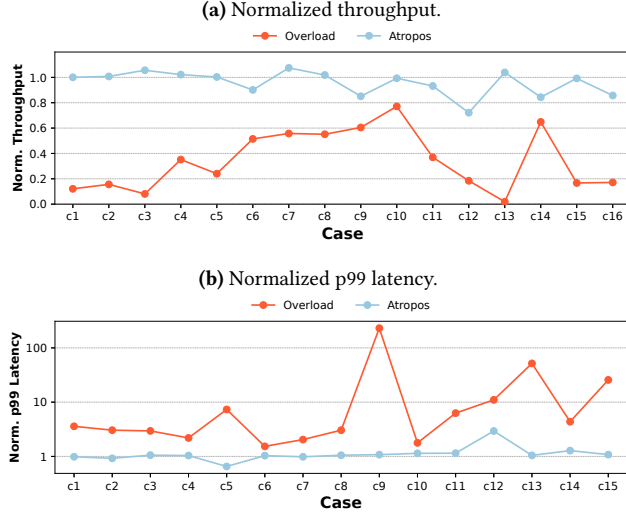 (a) Normalized throughput.
Overload Atropos
Norm. Throughput
1.0
0.8
0.6
0.4
0.2
0.0
c1 c2 c3 c4 c5 c6 c7 c8 c9 c10 c11 c12 c13 c14 c15 c16
Case
(b) Normalized p99 latency.
Overload Atropos
Norm. p99 Latency
100
10
1
c1 c2 c3 c4 c5 c6 c7 c8 c9 c10 c11 c12 c13 c14 c15
Case